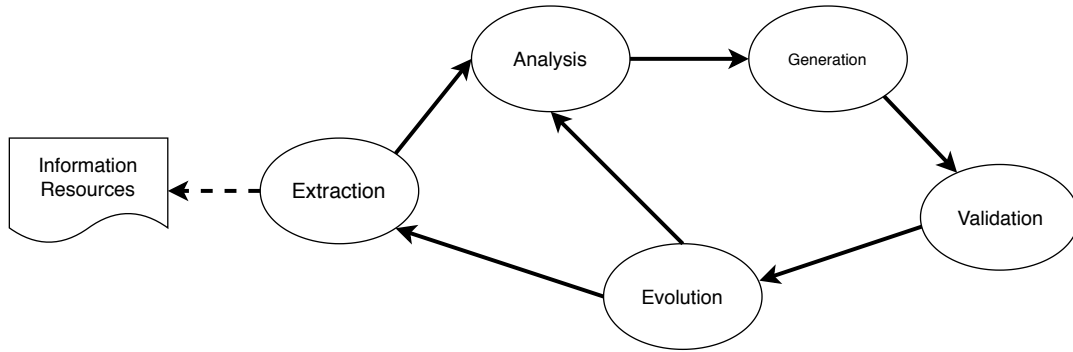 Analysis
Generation
Information
Resources
Extraction
Validation
Evolution